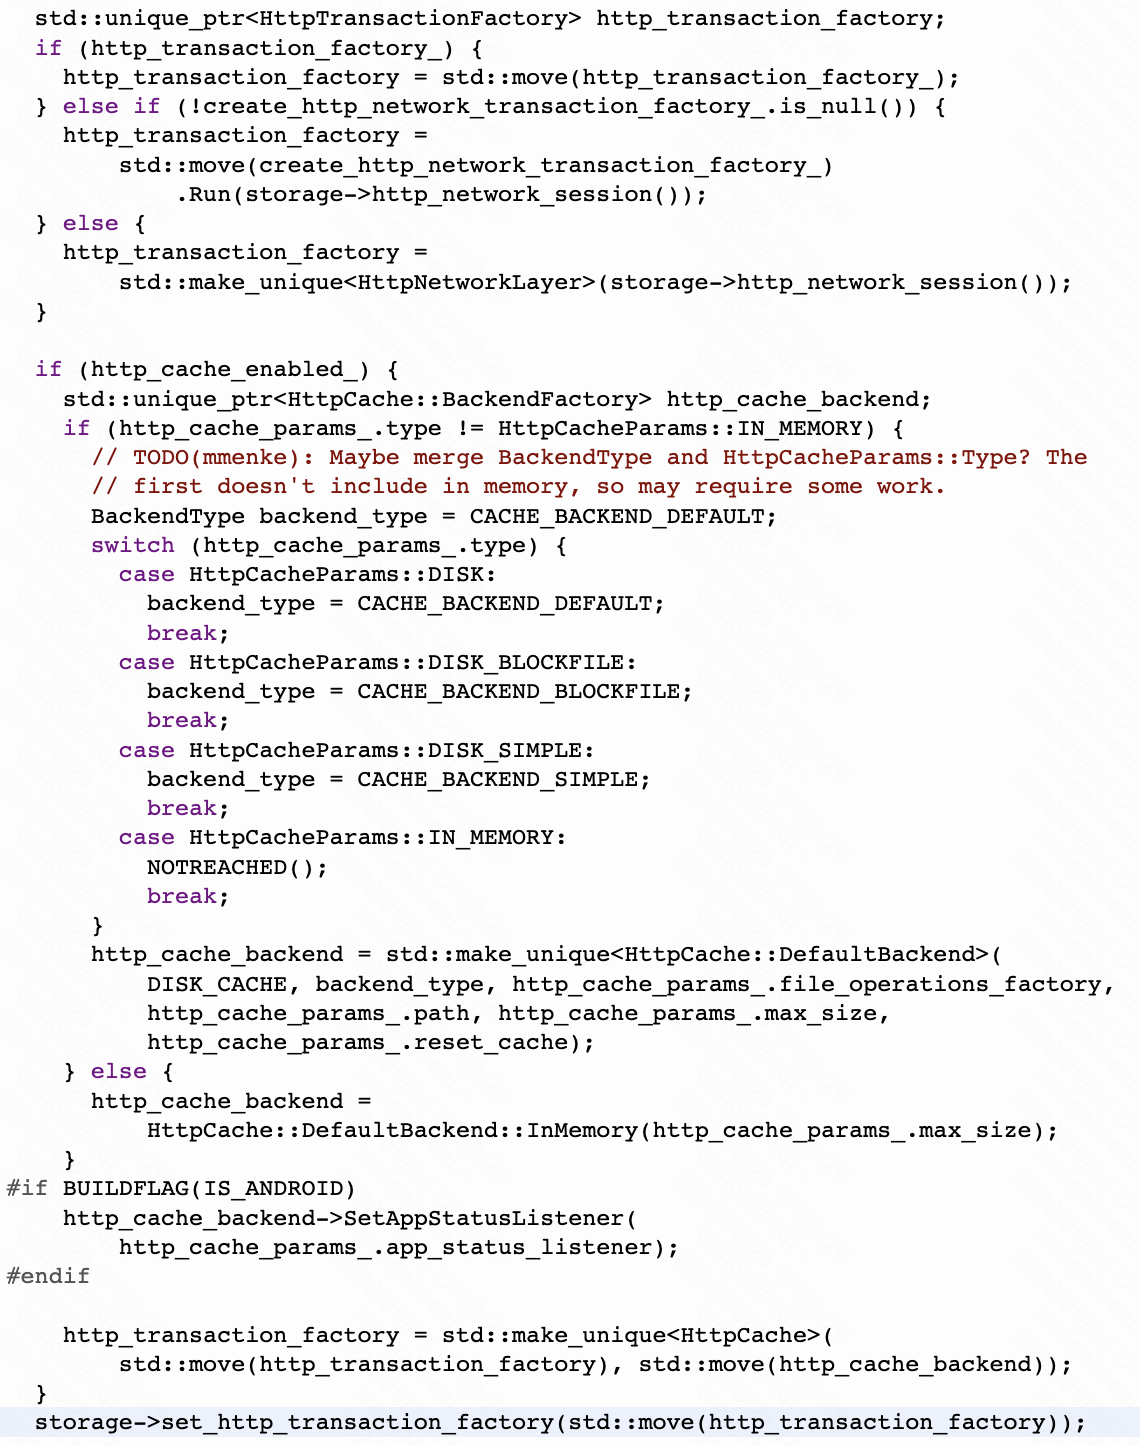 std::unique_ptr<HttpTransactionFactory> http_transaction_factory;
if (http_transaction_factory_) {
http_transaction_factory = std::move(http_transaction_factory_);
} else if (!create_http_network_transaction_factory_.is_null()) {
http_transaction_factory =
std::move(create_http_network_transaction_factory_)
.Run(storage->http_network_session());
} else {
http_transaction_factory =
std::make_unique<HttpNetworkLayer>(storage->http_network_session());
}
if (http_cache_enabled_) {
std::unique_ptr<HttpCache::BackendFactory> http_cache_backend;
if (http_cache_params_.type != HttpCacheParams::IN_MEMORY) {
// TODO(mmenke): Maybe merge BackendType and HttpCacheParams::Type? The
// first doesn't include in memory, so may require some work.
BackendType backend_type = CACHE_BACKEND_DEFAULT;
switch (http_cache_params_.type) {
case HttpCacheParams::DISK:
backend_type = CACHE_BACKEND_DEFAULT;
break;
case HttpCacheParams::DISK_BLOCKFILE:
backend_type = CACHE_BACKEND_BLOCKFILE;
break;
case HttpCacheParams::DISK_SIMPLE:
backend_type = CACHE_BACKEND_SIMPLE;
break;
case HttpCacheParams::IN_MEMORY:
NOTREACHED();
break;
}
http_cache_backend = std::make_unique<HttpCache::DefaultBackend>(
DISK_CACHE, backend_type, http_cache_params_.file_operations_factory,
http_cache_params_.path, http_cache_params_.max_size,
http_cache_params_.reset_cache);
} else {
http_cache_backend =
HttpCache::DefaultBackend::InMemory(http_cache_params_.max_size);
}
#if BUILDFLAG(IS_ANDROID)
http_cache_backend->SetAppStatusListener(
http_cache_params_.app_status_listener);
#endif
http_transaction_factory = std::make_unique<HttpCache>(
std::move(http_transaction_factory), std::move(http_cache_backend));
}
storage->set_http_transaction_factory(std::move(http_transaction_factory));